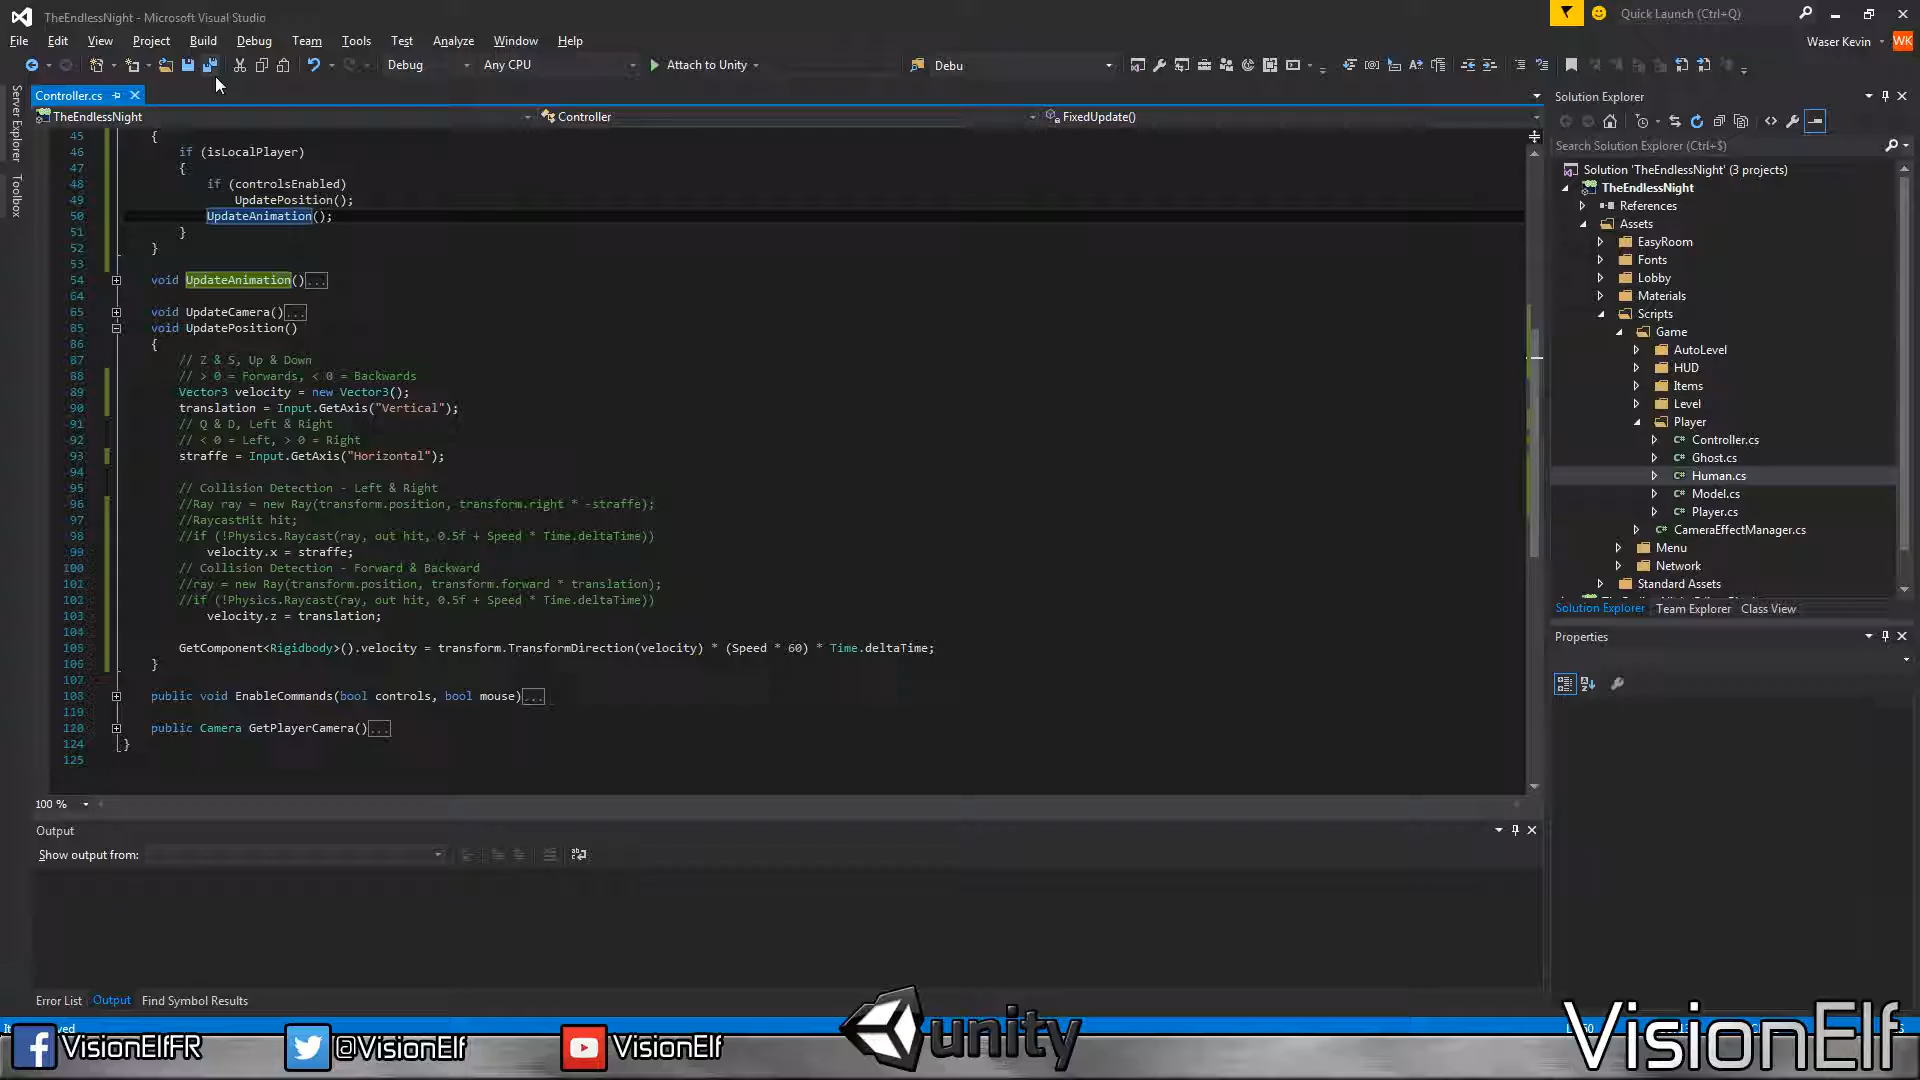 TheEndlessNight - Microsoft Visual Studio
Quick Launch (Ctrl+Q)
File Edit View Project Build Debug Team Tools Test Analyze Window Help
Waser Kevin WK
Debug Any CPU Attach to Unity Debu
Server Explorer
Toolbox
Controller.cs
TheEndlessNight Controller FixedUpdate()
45 {
46 if (isLocalPlayer)
47 {
48 if (controlsEnabled)
49 UpdatePosition();
50 UpdateAnimation();
51 }
52 }
53
54 void UpdateAnimation()...
64
65 void UpdateCamera()...
85 void UpdatePosition()
86 {
87 // Z & S, Up & Down
88 // > 0 = Forwards, < 0 = Backwards
89 Vector3 velocity = new Vector3();
90 translation = Input.GetAxis("Vertical");
91 // Q & D, Left & Right
92 // < 0 = Left, > 0 = Right
93 straffe = Input.GetAxis("Horizontal");
94
95 // Collision Detection - Left & Right
96 //Ray ray = new Ray(transform.position, transform.right * -straffe);
97 //RaycastHit hit;
98 //if (!Physics.Raycast(ray, out hit, 0.5f + Speed * Time.deltaTime))
99 velocity.x = straffe;
100 // Collision Detection - Forward & Backward
101 //ray = new Ray(transform.position, transform.forward * translation);
102 //if (!Physics.Raycast(ray, out hit, 0.5f + Speed * Time.deltaTime))
103 velocity.z = translation;
104
105 GetComponent<Rigidbody>().velocity = transform.TransformDirection(velocity) * (Speed * 60) * Time.deltaTime;
106 }
107
108 public void EnableCommands(bool controls, bool mouse)...
119
120 public Camera GetPlayerCamera()...
124 }
125
100 %
Output
Show output from:
Error List Output Find Symbol Results
Solution Explorer
Search Solution Explorer (Ctrl+$)
Solution 'TheEndlessNight' (3 projects)
TheEndlessNight
References
Assets
EasyRoom
Fonts
Lobby
Materials
Scripts
Game
AutoLevel
HUD
Items
Level
Player
Controller.cs
Ghost.cs
Human.cs
Model.cs
Player.cs
CameraEffectManager.cs
Menu
Network
Standard Assets
Solution Explorer Team Explorer Class View
Properties
VisionElfFR @VisionElf VisionElf unity VisionElf